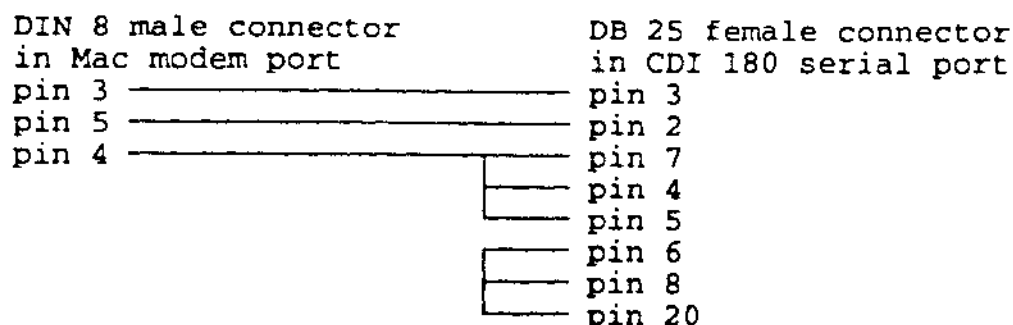 DIN 8 male connector DB 25 female connector
in Mac modem port in CDI 180 serial port
pin 3 pin 3
pin 5 pin 2
pin 4 pin 7
pin 4
pin 5
pin 6
pin 8
pin 20